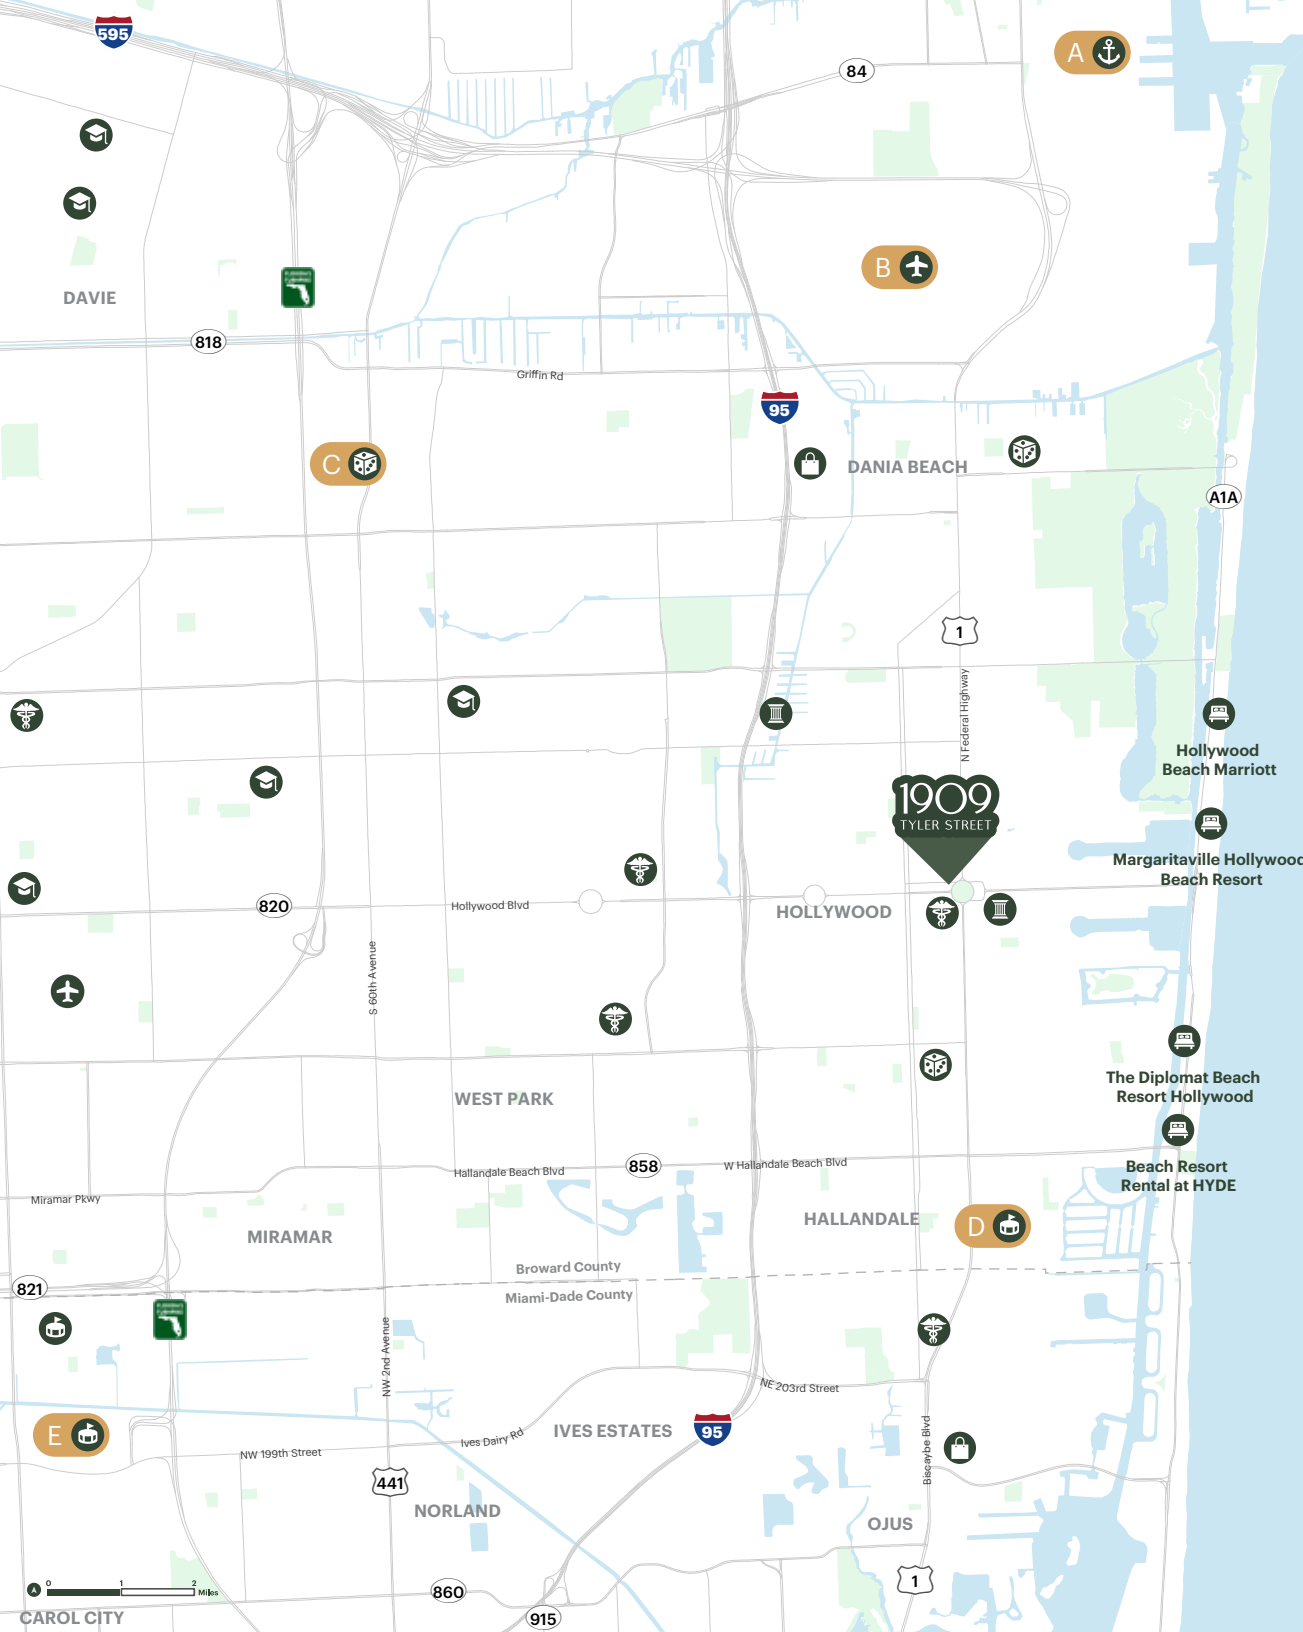 595
A
84
B
DAVIE
818
Griffin Rd
95
C
DANIA BEACH
A1A
1
N Federal Highway
Hollywood
Beach Marriott
1909
TYLER STREET
Margaritaville Hollywood
Beach Resort
820
Hollywood Blvd
HOLLYWOOD
S 60th Avenue
The Diplomat Beach
Resort Hollywood
WEST PARK
858
Hallandale Beach Blvd
W Hallandale Beach Blvd
Beach Resort
Rental at HYDE
Miramar Pkwy
MIRAMAR
HALLANDALE
D
Broward County
821
Miami-Dade County
NW 2nd Avenue
NE 203rd Street
E
IVES ESTATES
95
Ives Dairy Rd
NW 199th Street
Biscaybe Blvd
441
NORLAND
OJUS
1
0 1 2
Miles
860
CAROL CITY
915